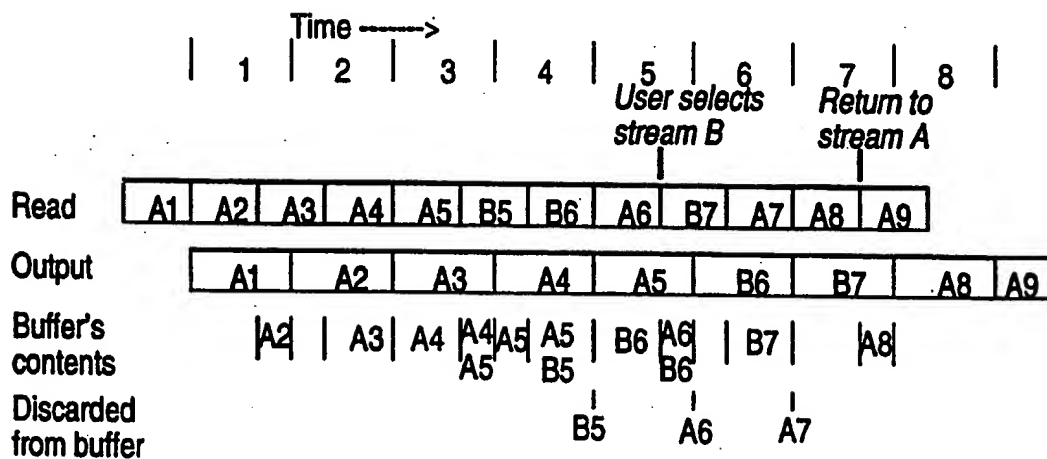 Time ------->
1 2 3 4 5 6 7 8
User selects stream B
Return to stream A
Read A1 A2 A3 A4 A5 B5 B6 A6 B7 A7 A8 A9
Output A1 A2 A3 A4 A5 B6 B7 A8 A9
Buffer's contents
A2 A3 A4 A4 A5 A5 B6 A6 B7 A8
A5 B5 B6
Discarded from buffer
B5 A6 A7